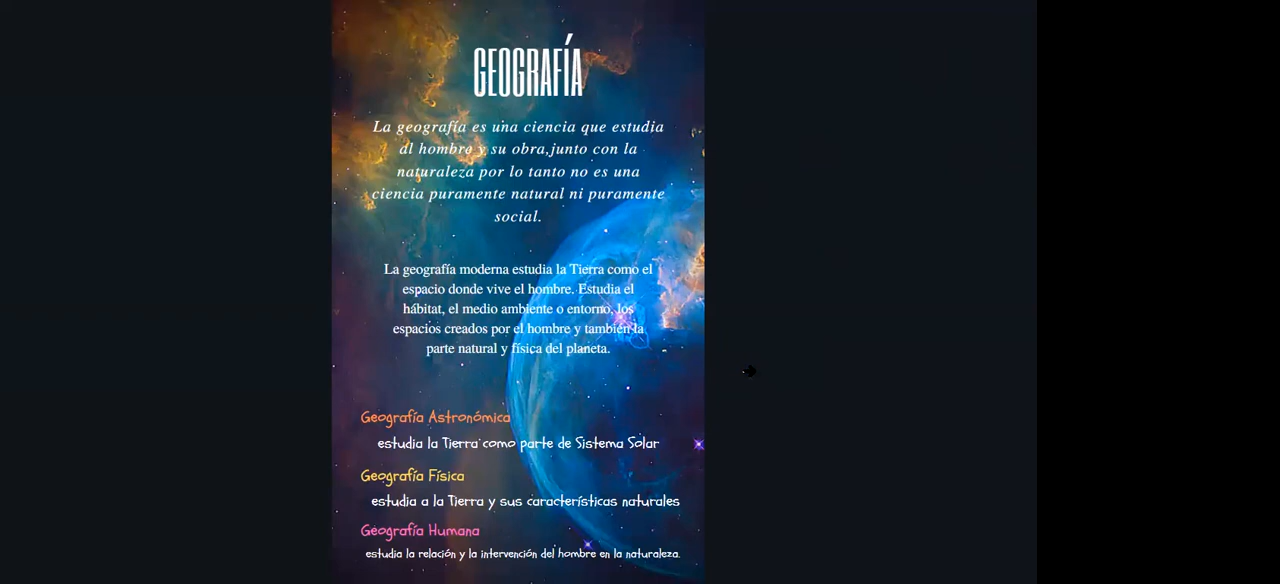 GEOGRAFÍA
La geografía es una ciencia que estudia
al hombre y su obra,junto con la
naturaleza por lo tanto no es una
ciencia puramente natural ni puramente
social.
La geografía moderna estudia la Tierra como el
espacio donde vive el hombre. Estudia el
hábitat, el medio ambiente o entorno, los
espacios creados por el hombre y también la
parte natural y física del planeta.
Geografía Astronómica
estudia la Tierra como parte de Sistema Solar
Geografía Física
estudia a la Tierra y sus características naturales
Geografía Humana
estudia la relación y la intervención del hombre en la naturaleza.